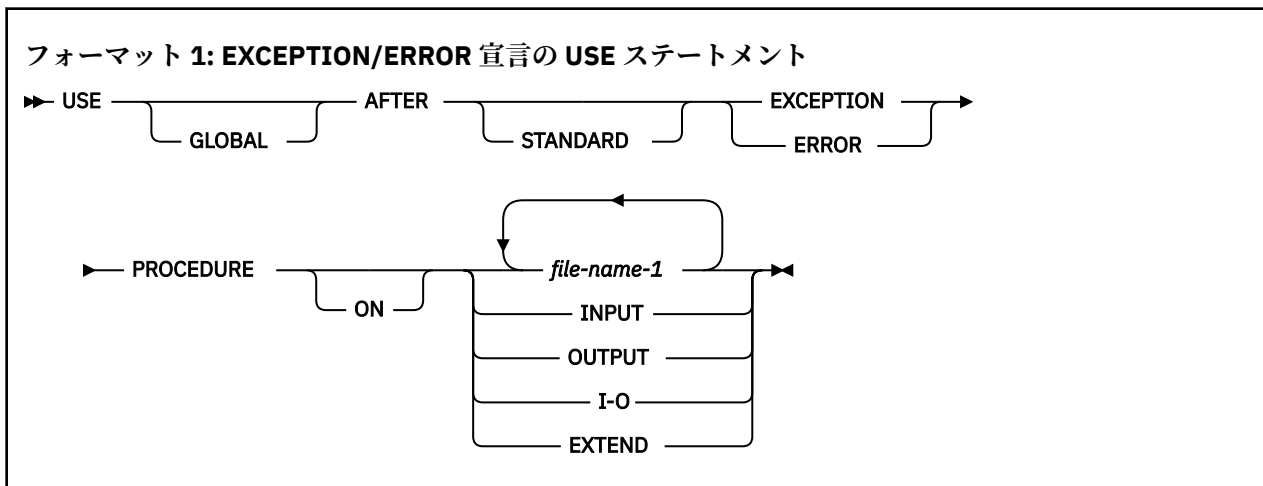 フォーマット 1: EXCEPTION/ERROR 宣言の USE ステートメント
USE AFTER EXCEPTION
GLOBAL STANDARD ERROR
PROCEDURE file-name-1
ON INPUT
OUTPUT
I-O
EXTEND